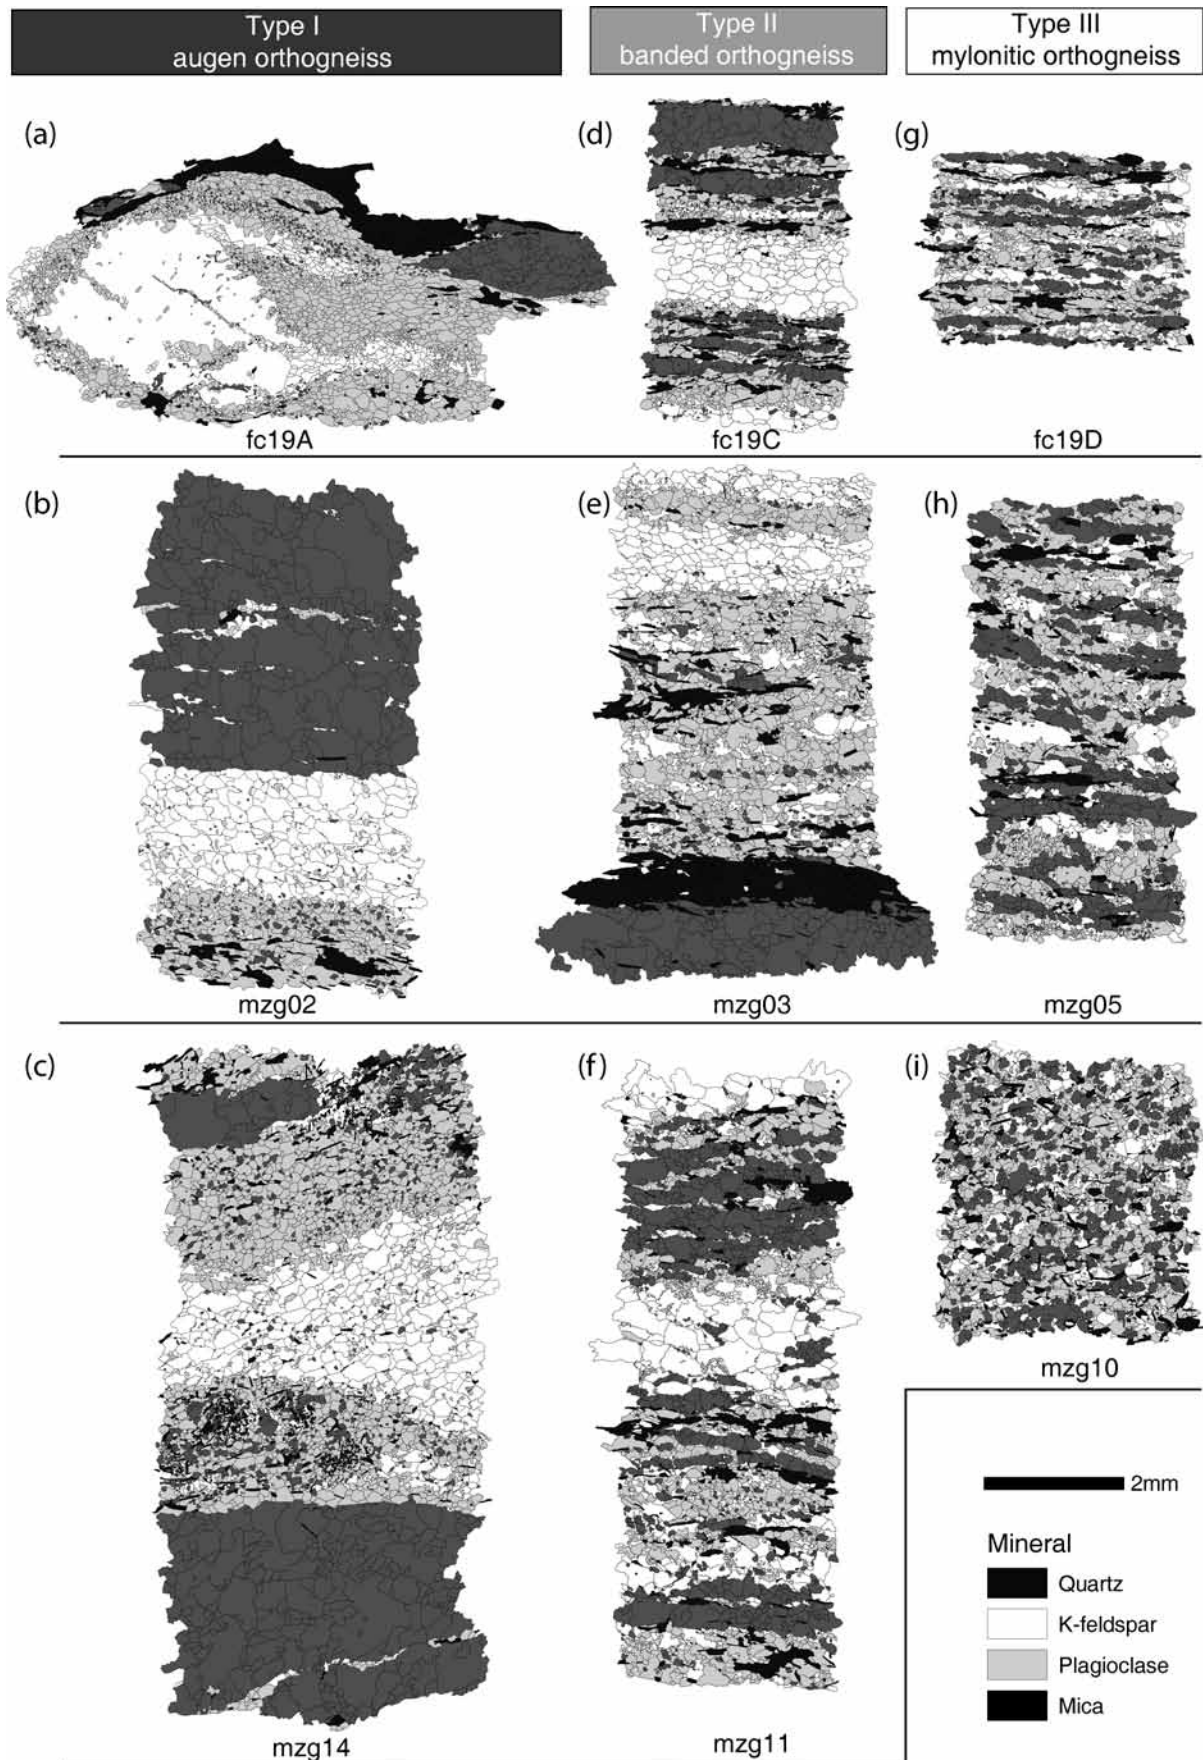 Type I
augen orthogneiss
Type II
banded orthogneiss
Type III
mylonitic orthogneiss
(a)
(d)
(g)
fc19A
fc19C
fc19D
(b)
(e)
(h)
mzg02
mzg03
mzg05
(c)
(f)
(i)
mzg10
2mm
Mineral
Quartz
K-feldspar
Plagioclase
Mica
mzg14
mzg11